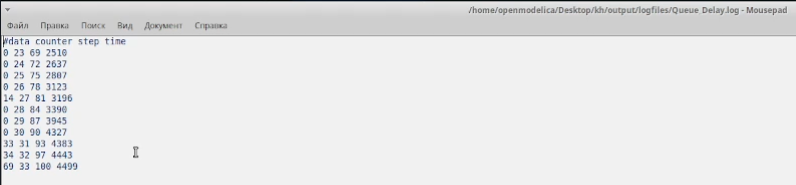 /home/openmodelica/Desktop/kh/output/logfiles/Queue_Delay.log - Mousepad
Файл Правка Поиск Вид Документ Справка
#data counter step time
0 23 69 2510
0 24 72 2637
0 25 75 2807
0 26 78 3123
14 27 81 3196
0 28 84 3390
0 29 87 3945
0 30 90 4327
33 31 93 4383
34 32 97 4443
69 33 100 4499